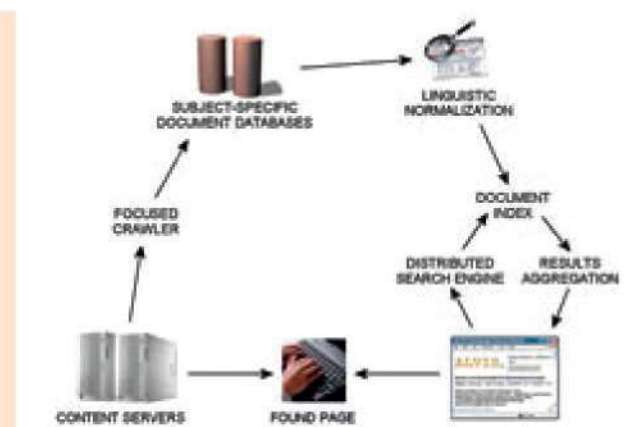 SUBJECT-SPECIFIC
DOCUMENT DATABASES
LINGUISTIC
NORMALIZATION
FOCUSED
CRAWLER
DOCUMENT
INDEX
DISTRIBUTED
SEARCH ENGINE
RESULTS
AGGREGATION
ALVIS
CONTENT SERVERS
FOUND PAGE